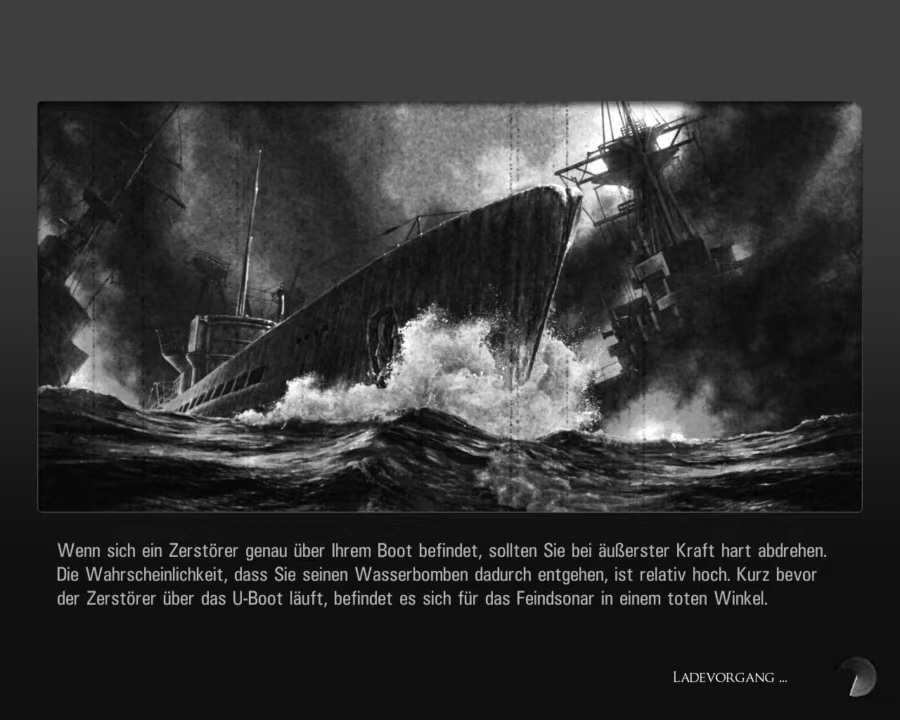 Wenn sich ein Zerstörer genau über Ihrem Boot befindet, sollten Sie bei äußerster Kraft hart abdrehen.
Die Wahrscheinlichkeit, dass Sie seinen Wasserbomben dadurch entgehen, ist relativ hoch. Kurz bevor
der Zerstörer über das U-Boot läuft, befindet es sich für das Feindsonar in einem toten Winkel.
Ladevorgang ...